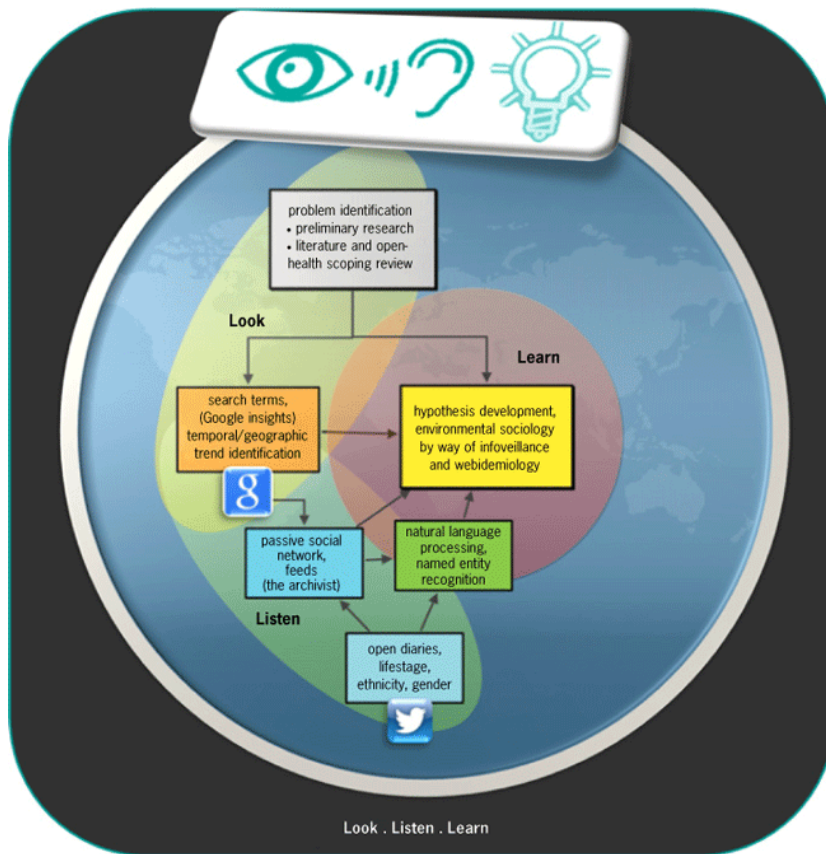 problem identification
• preliminary research
• literature and open-
health scoping review
Look
Learn
search terms,
(Google insights)
temporal/geographic
trend identification
hypothesis development,
environmental sociology
by way of infoveillance
and webidemiology
g
passive social
network,
feeds
(the archivist)
natural language
processing,
named entity
recognition
Listen
open diaries,
lifestage,
ethnicity, gender
Look . Listen . Learn